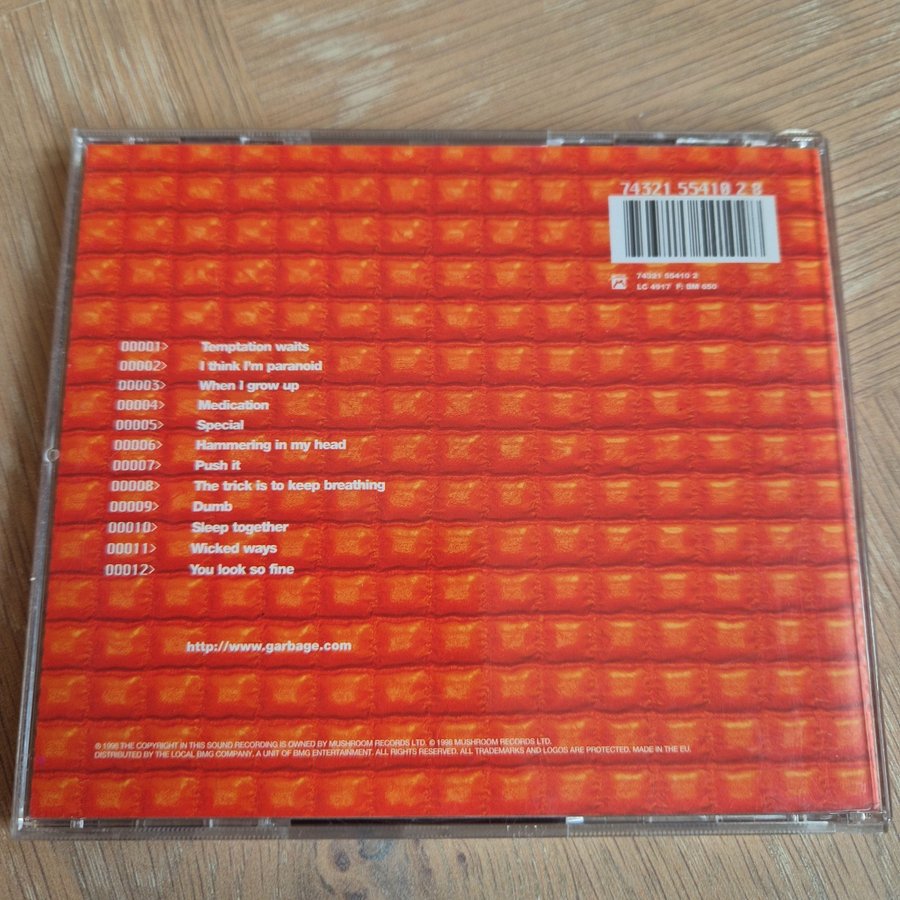 74321 55410 2 8
74321 55410 2
LC 4917 F: BM 650
00001> Temptation waits
00002> I think I'm paranoid
00003> When I grow up
00004> Medication
00005> Special
00006> Hammering in my head
00007> Push it
00008> The trick is to keep breathing
00009> Dumb
00010> Sleep together
00011> Wicked ways
00012> You look so fine
http://www.garbage.com
℗ 1998 THE COPYRIGHT IN THIS SOUND RECORDING IS OWNED BY MUSHROOM RECORDS LTD. © 1998 MUSHROOM RECORDS LTD.
DISTRIBUTED BY THE LOCAL BMG COMPANY, A UNIT OF BMG ENTERTAINMENT. ALL RIGHTS RESERVED. ALL TRADEMARKS AND LOGOS ARE PROTECTED. MADE IN THE EU.